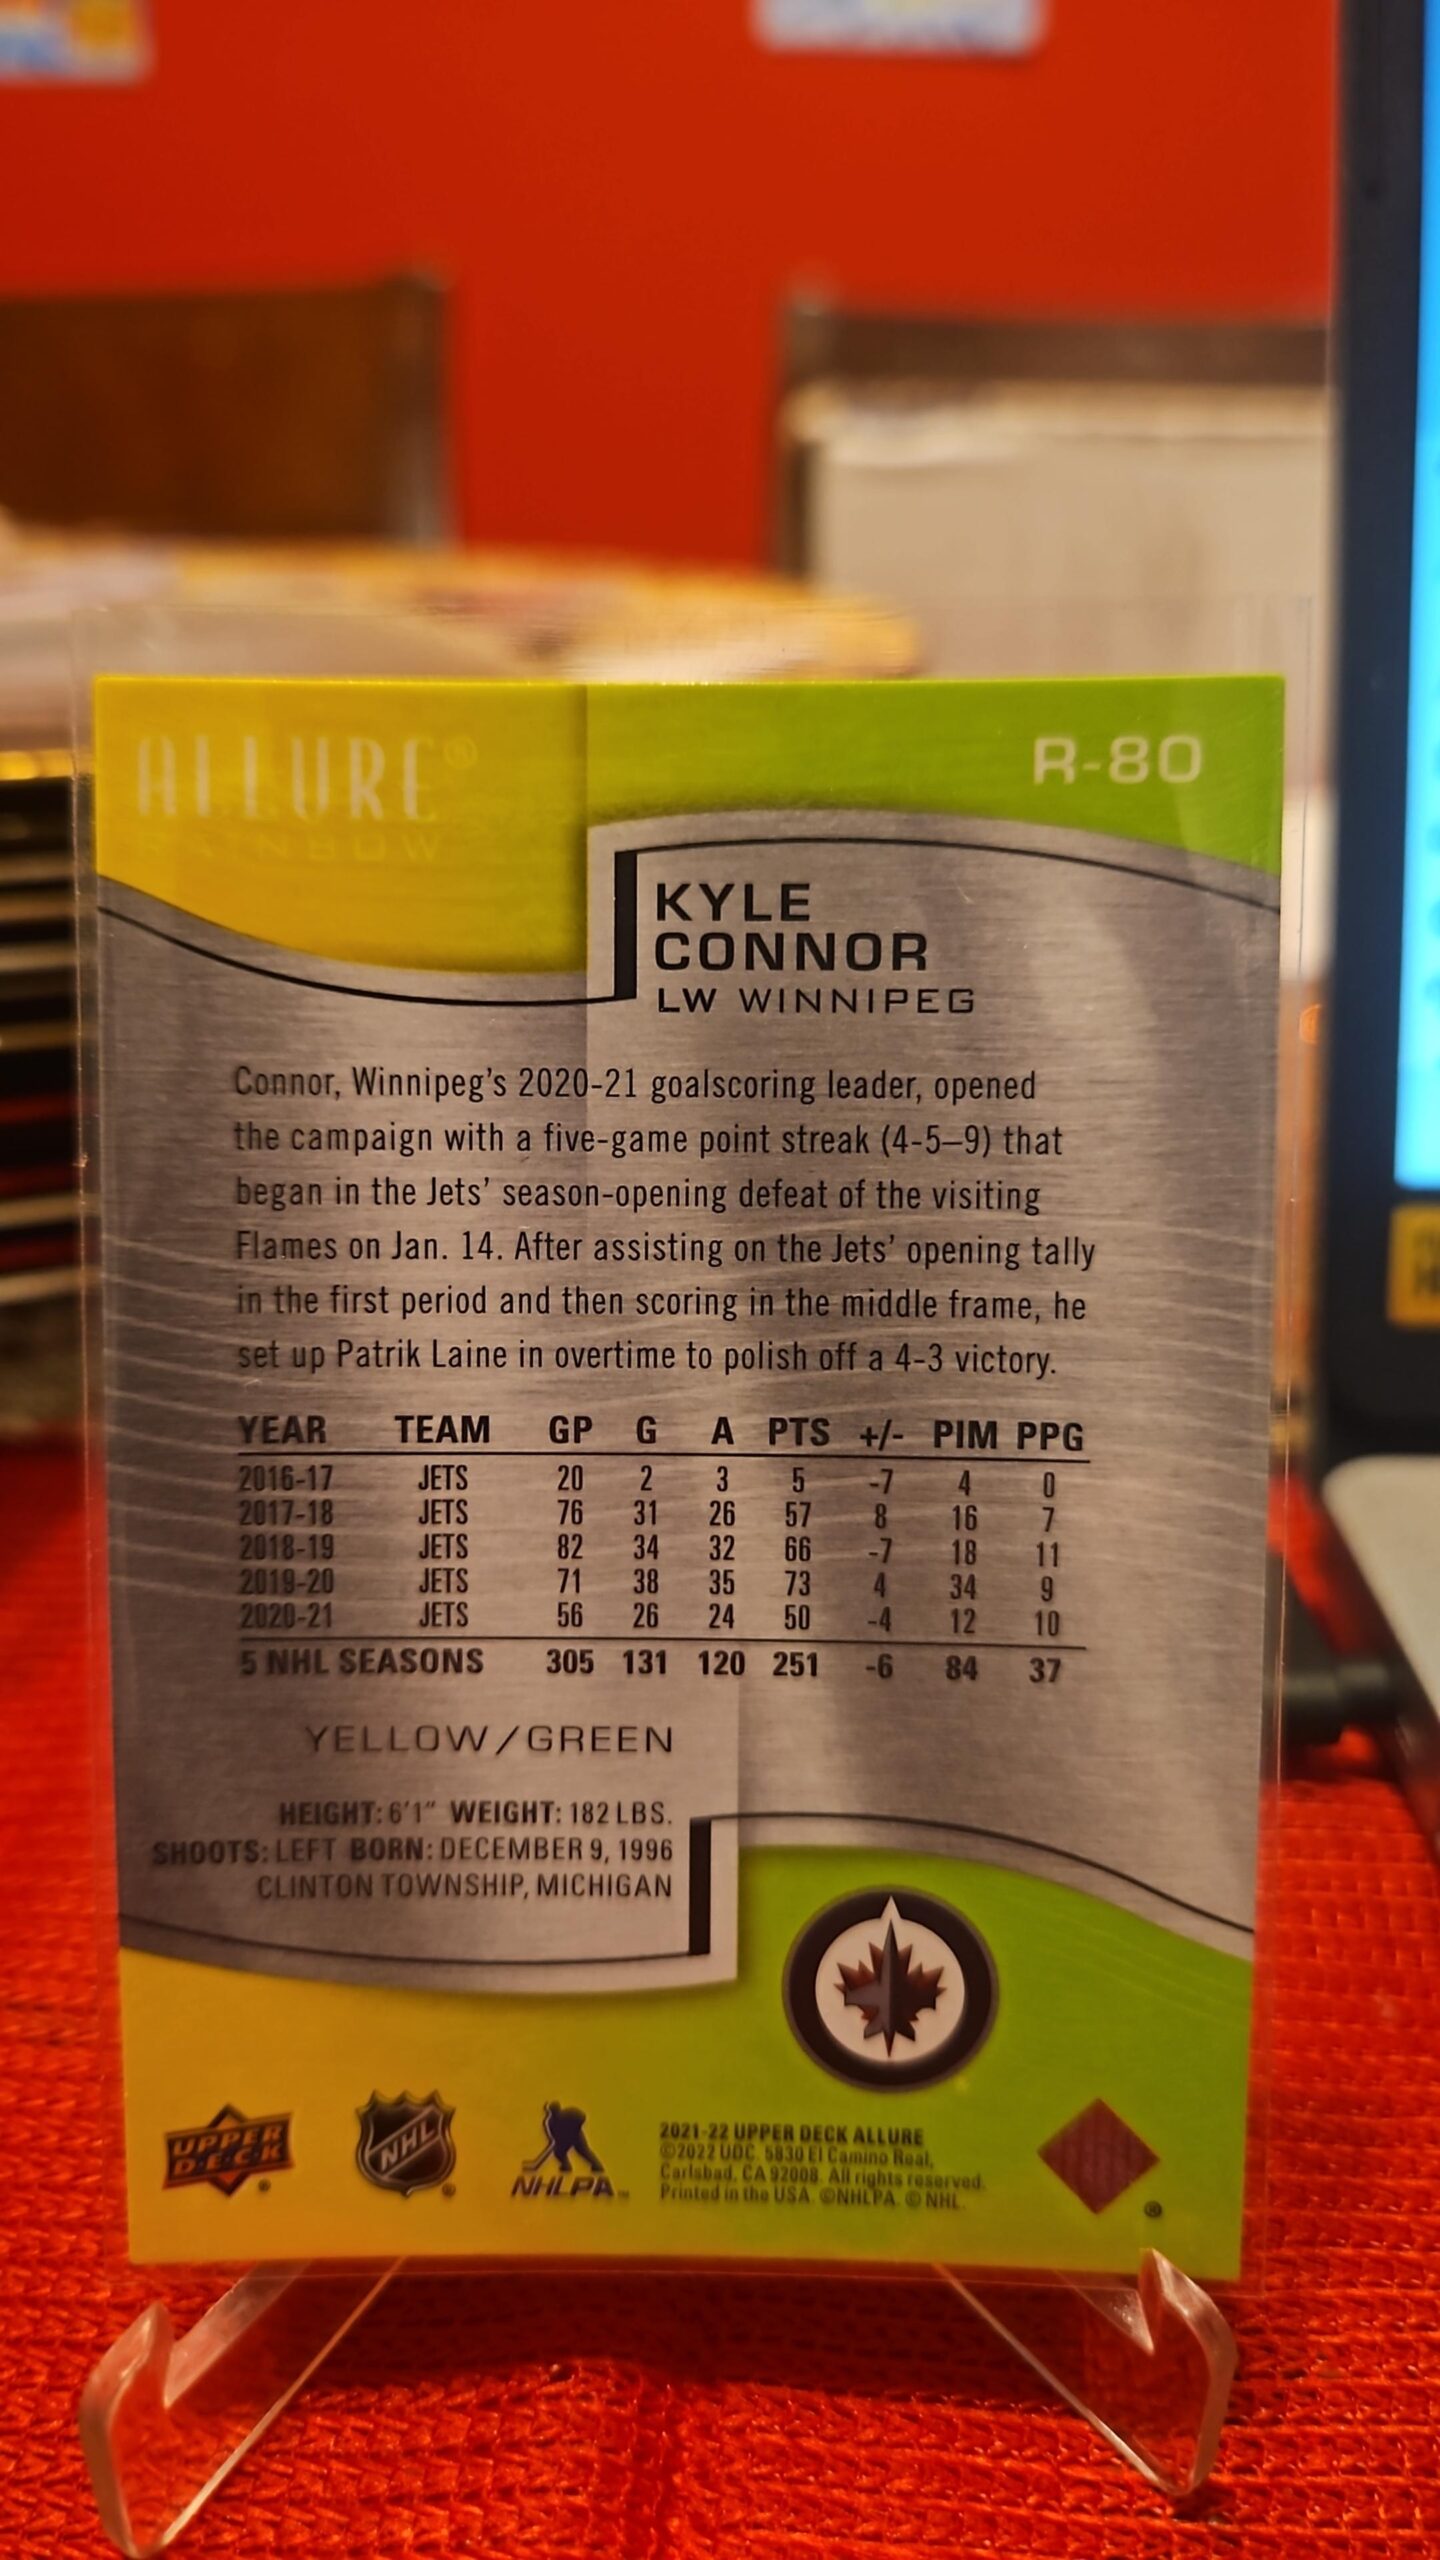 ALLURE®
RAINBOW
R-80
KYLE
CONNOR
LW WINNIPEG
Connor, Winnipeg's 2020-21 goalscoring leader, opened
the campaign with a five-game point streak (4-5–9) that
began in the Jets' season-opening defeat of the visiting
Flames on Jan. 14. After assisting on the Jets' opening tally
in the first period and then scoring in the middle frame, he
set up Patrik Laine in overtime to polish off a 4-3 victory.
YEAR TEAM GP G A PTS +/- PIM PPG
2016-17 JETS 20 2 3 5 -7 4 0
2017-18 JETS 76 31 26 57 8 16 7
2018-19 JETS 82 34 32 66 -7 18 11
2019-20 JETS 71 38 35 73 4 34 9
2020-21 JETS 56 26 24 50 -4 12 10
5 NHL SEASONS 305 131 120 251 -6 84 37
YELLOW/GREEN
HEIGHT: 6'1" WEIGHT: 182 LBS.
SHOOTS: LEFT BORN: DECEMBER 9, 1996
CLINTON TOWNSHIP, MICHIGAN
UPPER
DECK®
NHL®
NHLPA™
2021-22 UPPER DECK ALLURE
©2022 UDC. 5830 El Camino Real,
Carlsbad, CA 92008. All rights reserved.
Printed in the USA. ©NHLPA. © NHL.
®